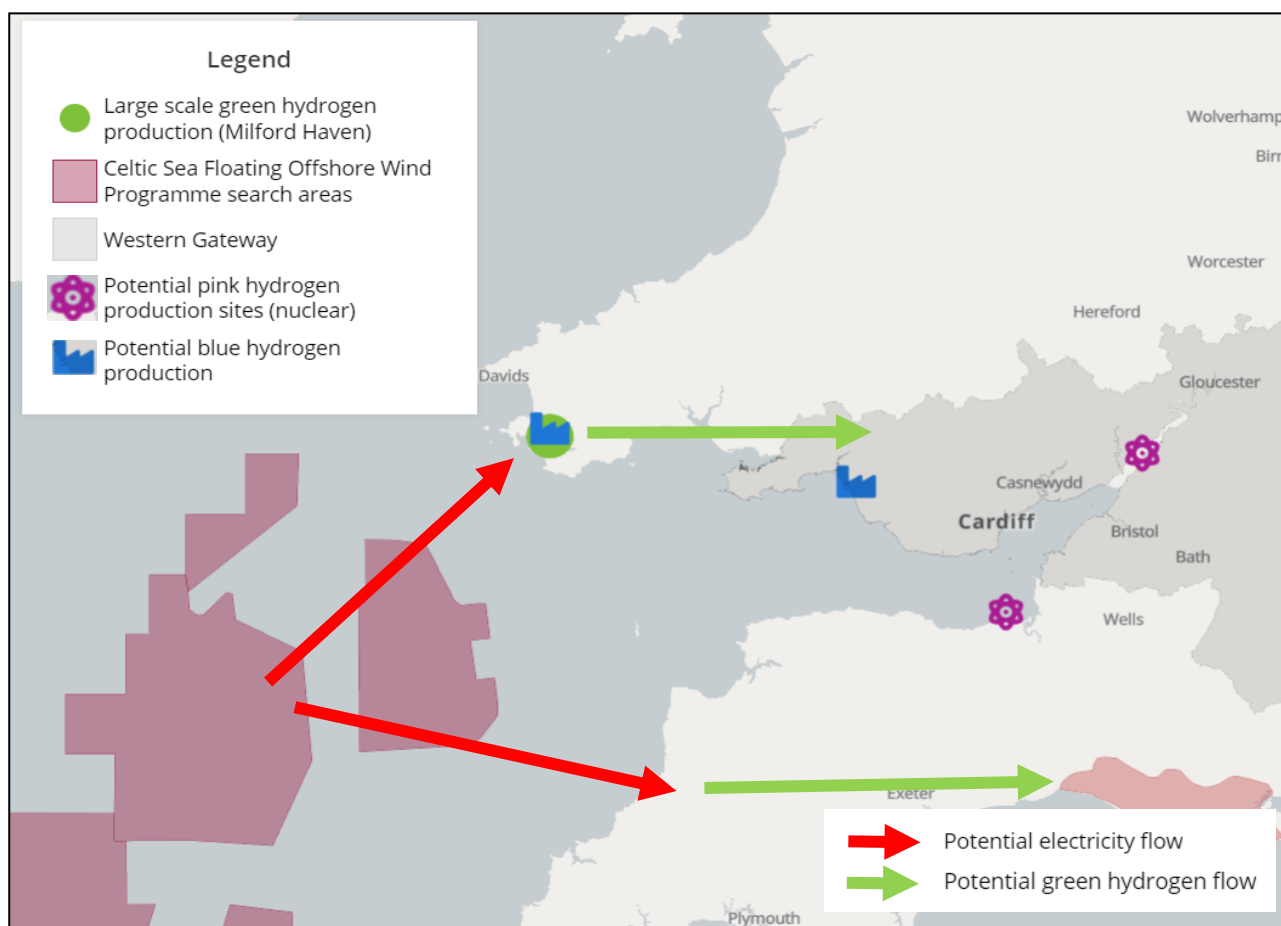 Legend
Large scale green hydrogen
production (Milford Haven)
Celtic Sea Floating Offshore Wind
Programme search areas
Western Gateway
Potential pink hydrogen
production sites (nuclear)
Potential blue hydrogen
production
Wolverhamp
Birr
Worcester
Hereford
Davids
Gloucester
Casnewydd
Cardiff
Bristol
Bath
Wells
Exeter
Plymouth
Potential electricity flow
Potential green hydrogen flow